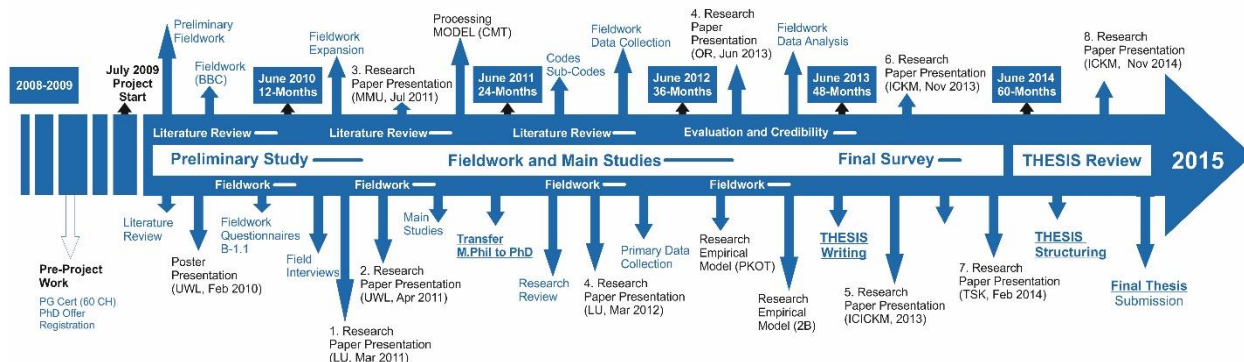 2008-2009
July 2009
Project
Start
Preliminary
Fieldwork
Fieldwork
(BBC)
June 2010
12-Months
Fieldwork
Expansion
3. Research
Paper Presentation
(MMU, Jul 2011)
Processing
MODEL (CMT)
June 2011
24-Months
Codes
Sub-Codes
Fieldwork
Data Collection
June 2012
36-Months
4. Research
Paper
Presentation
(OR, Jun 2013)
Fieldwork
Data Analysis
June 2013
48-Months
6. Research
Paper Presentation
(ICKM, Nov 2013)
June 2014
60-Months
8. Research
Paper Presentation
(ICKM, Nov 2014)
Literature Review
Literature Review
Literature Review
Evaluation and Credibility
Preliminary Study
Fieldwork and Main Studies
Final Survey
THESIS Review
2015
Fieldwork
Fieldwork
Fieldwork
Fieldwork
Pre-Project
Work
PG Cert (60 CH)
PhD Offer
Registration
Literature
Review
Poster
Presentation
(UWL, Feb 2010)
Fieldwork
Questionnaires
B-1.1
Field
Interviews
1. Research
Paper Presentation
(LU, Mar 2011)
2. Research
Paper Presentation
(UWL, Apr 2011)
Main
Studies
Transfer
M.Phil to PhD
Research
Review
4. Research
Paper Presentation
(LU, Mar 2012)
Primary Data
Collection
Research
Empirical
Model (PKOT)
Research
Empirical
Model (2B)
THESIS
Writing
5. Research
Paper Presentation
(ICICKM, 2013)
7. Research
Paper Presentation
(TSK, Feb 2014)
THESIS
Structuring
Final Thesis
Submission